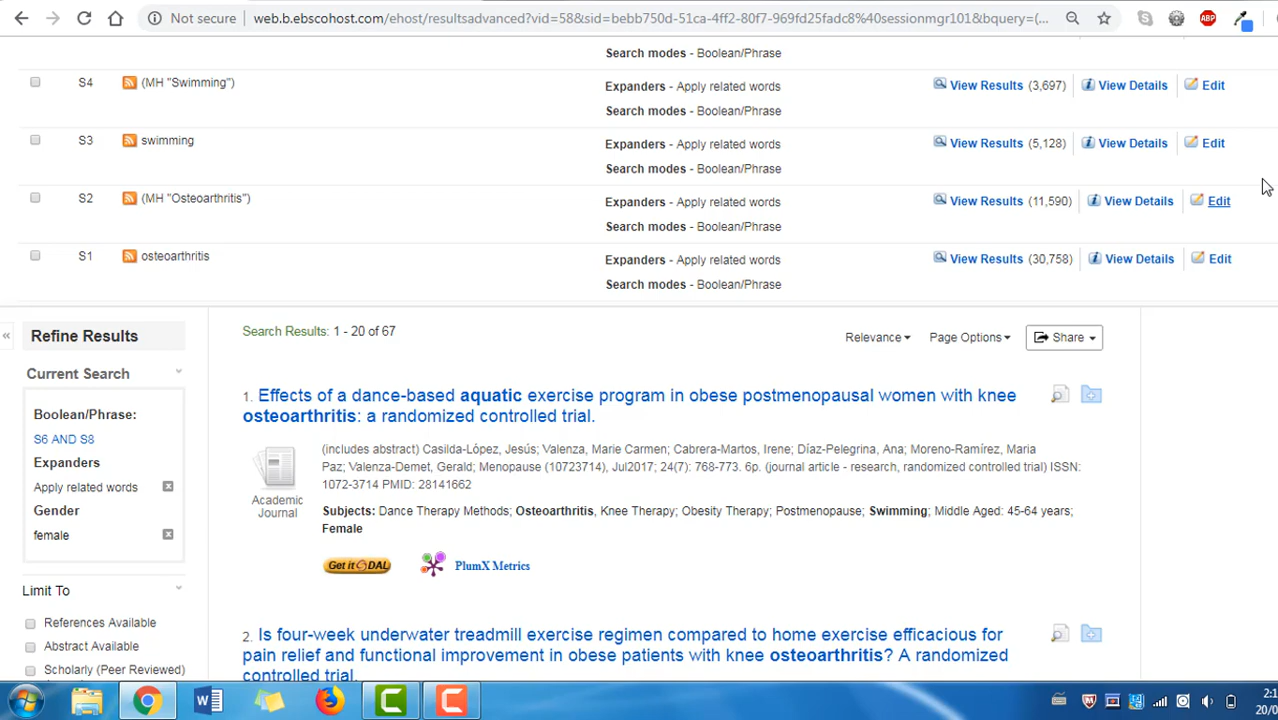 Not secure
web.b.ebscohost.com/ehost/resultsadvanced?vid=58&sid=bebb750d-51ca-4ff2-80f7-969fd25fadc8%40sessionmgr101&bquery=(...
ABP
Search modes - Boolean/Phrase
S4 (MH "Swimming") Expanders - Apply related words View Results (3,697) View Details Edit
Search modes - Boolean/Phrase
S3 swimming Expanders - Apply related words View Results (5,128) View Details Edit
Search modes - Boolean/Phrase
S2 (MH "Osteoarthritis") Expanders - Apply related words View Results (11,590) View Details Edit
Search modes - Boolean/Phrase
S1 osteoarthritis Expanders - Apply related words View Results (30,758) View Details Edit
Search modes - Boolean/Phrase
«
Refine Results
Current Search
Boolean/Phrase:
S6 AND S8
Expanders
Apply related words
Gender
female
Limit To
References Available
Abstract Available
Scholarly (Peer Reviewed)
Search Results: 1 - 20 of 67
Relevance Page Options Share
1. Effects of a dance-based aquatic exercise program in obese postmenopausal women with knee
osteoarthritis: a randomized controlled trial.
Academic
Journal
(includes abstract) Casilda-López, Jesús; Valenza, Marie Carmen; Cabrera-Martos, Irene; Díaz-Pelegrina, Ana; Moreno-Ramírez, Maria
Paz; Valenza-Demet, Gerald; Menopause (10723714), Jul2017; 24(7): 768-773. 6p. (journal article - research, randomized controlled trial) ISSN:
1072-3714 PMID: 28141662
Subjects: Dance Therapy Methods; Osteoarthritis, Knee Therapy; Obesity Therapy; Postmenopause; Swimming; Middle Aged: 45-64 years;
Female
Get it @ DAL PlumX Metrics
2. Is four-week underwater treadmill exercise regimen compared to home exercise efficacious for
pain relief and functional improvement in obese patients with knee osteoarthritis? A randomized
controlled trial.
2:1
20/0